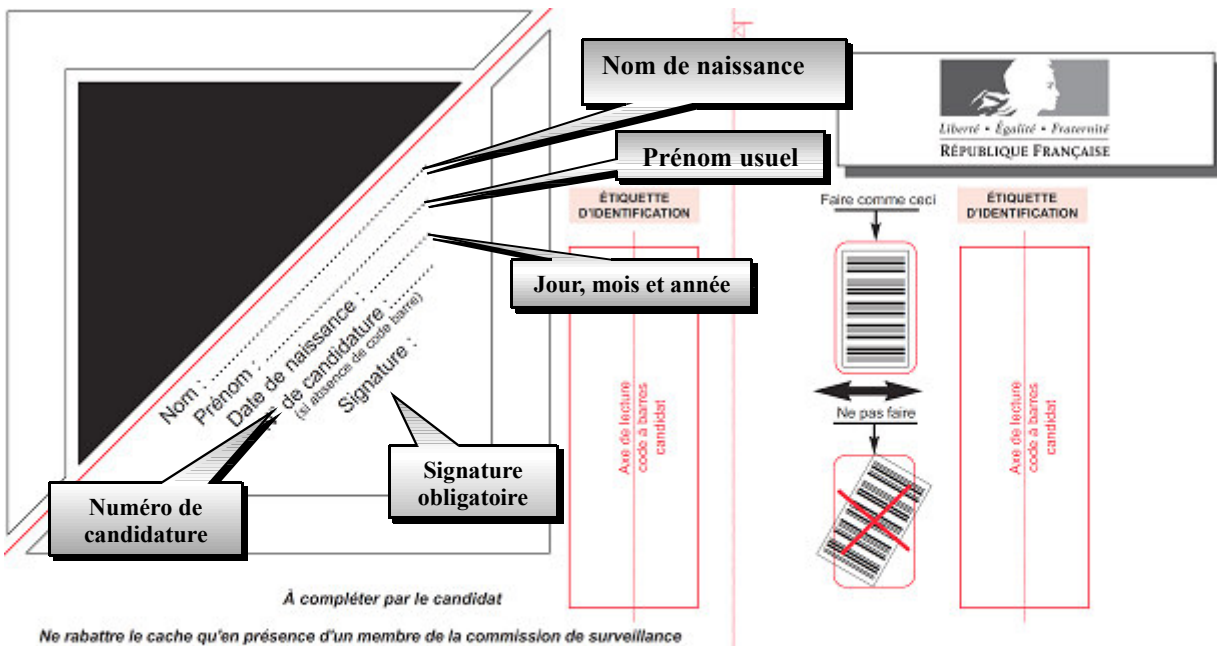 Nom de naissance
Liberté • Égalité • Fraternité
RÉPUBLIQUE FRANÇAISE
Prénom usuel
ÉTIQUETTE
D'IDENTIFICATION
Faire comme ceci
ÉTIQUETTE
D'IDENTIFICATION
Jour, mois et année
Nom :
Prénom :
Date de naissance :
de candidature :
(si absence de code barre)
Signature :
Axe de lecture
code à barres
candidat
Ne pas faire
Axe de lecture
code à barres
candidat
Signature
obligatoire
Numéro de
candidature
À compléter par le candidat
Ne rabattre le cache qu'en présence d'un membre de la commission de surveillance